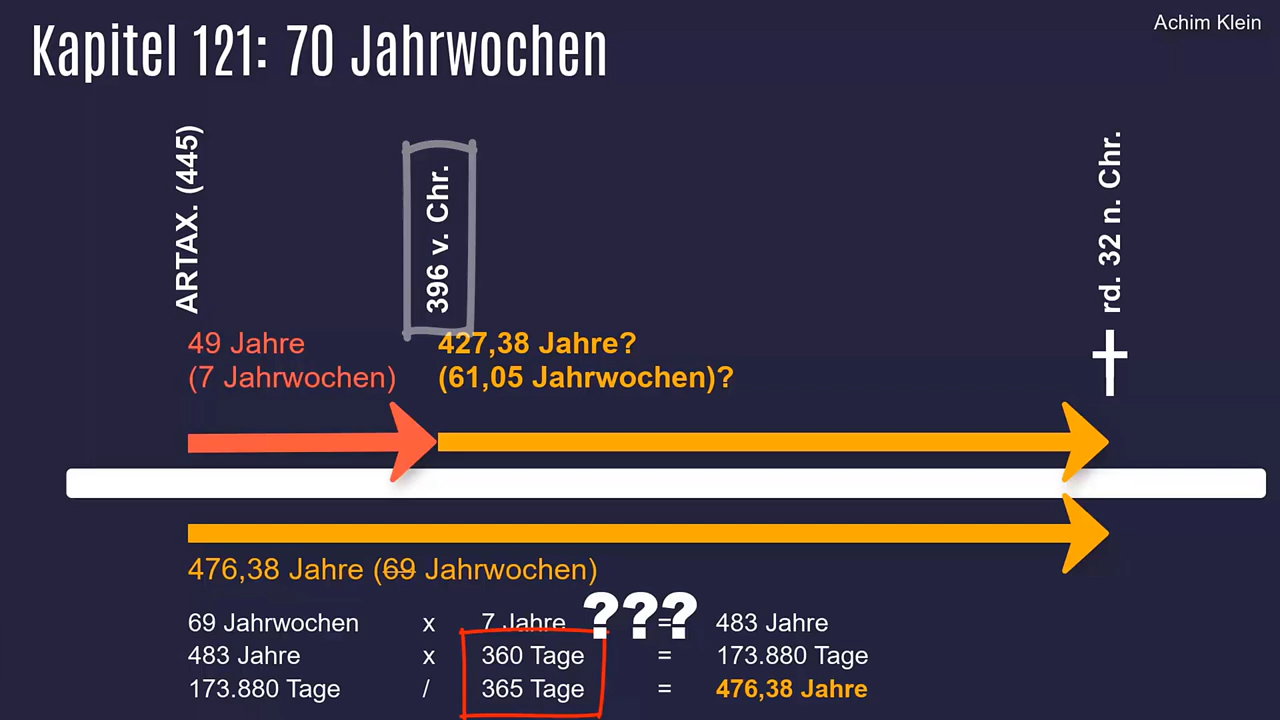 Kapitel 121: 70 Jahrwochen
Achim Klein
ARTAX. (445)
396 v. Chr.
rd. 32 n. Chr.
49 Jahre
(7 Jahrwochen)
427,38 Jahre?
(61,05 Jahrwochen)?
476,38 Jahre (69 Jahrwochen)
???
69 Jahrwochen x 7 Jahre = 483 Jahre
483 Jahre x 360 Tage = 173.880 Tage
173.880 Tage / 365 Tage = 476,38 Jahre